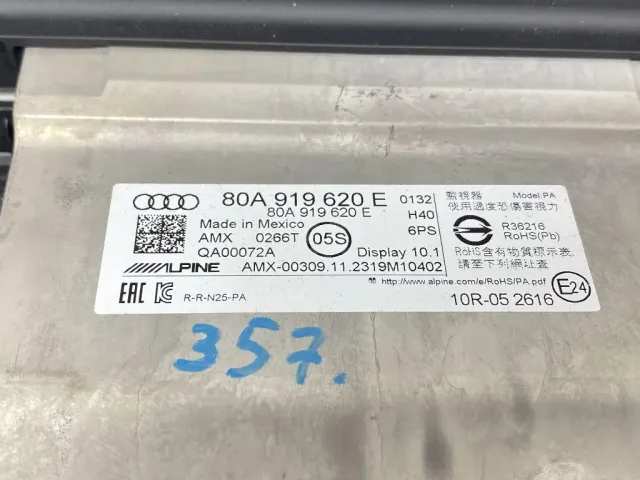 80A 919 620 E 0132
80A 919 620 E H40
Made in Mexico 6PS
AMX 0266T 05S
QA00072A Display 10.1
ALPINE AMX-00309.11.2319M10402
監視器 Model:PA
使用過度恐傷害視力
R36216
RoHS(Pb)
RoHS含有物質標示表
請至下列網址查
http://www.alpine.com/e/RoHS/PA.pdf
EAC R-R-N25-PA 10R-05 2616 E24
357.